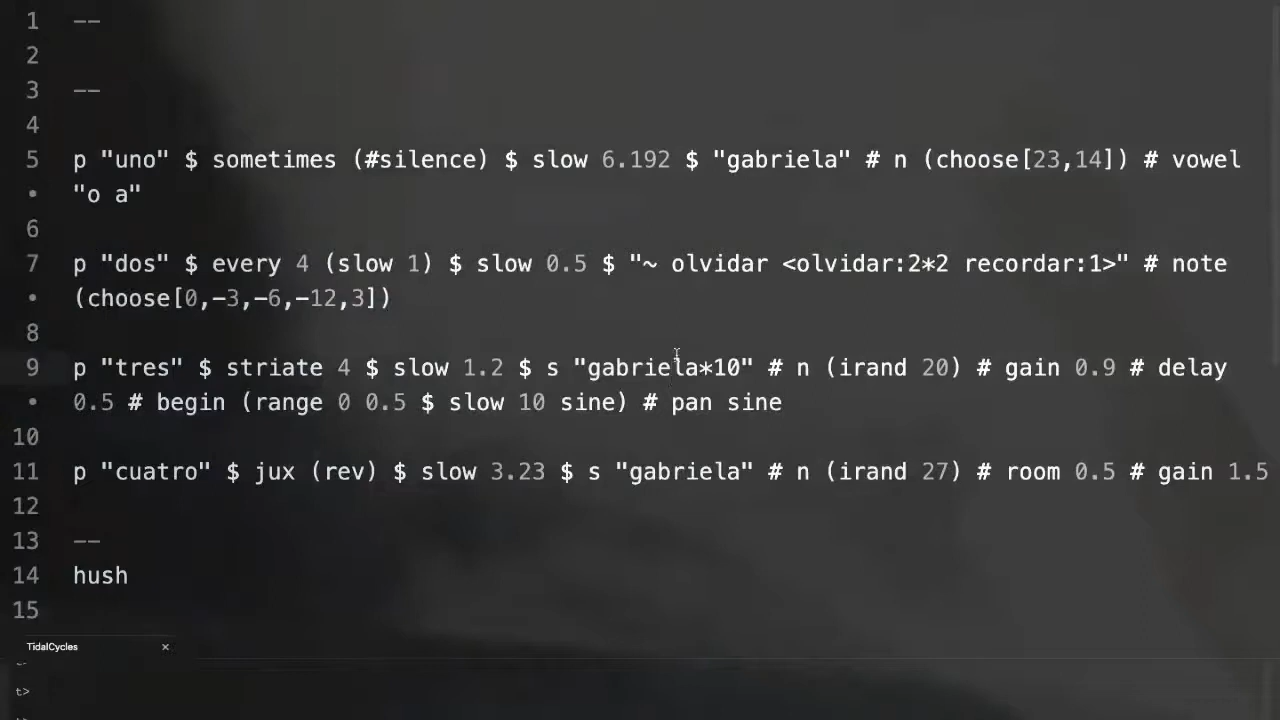 1 --
2
3 --
4
5 p "uno" $ sometimes (#silence) $ slow 6.192 $ "gabriela" # n (choose[23,14]) # vowel
• "o a"
6
7 p "dos" $ every 4 (slow 1) $ slow 0.5 $ "~ olvidar <olvidar:2*2 recordar:1>" # note
• (choose[0,-3,-6,-12,3])
8
9 p "tres" $ striate 4 $ slow 1.2 $ s "gabriela*10" # n (irand 20) # gain 0.9 # delay
• 0.5 # begin (range 0 0.5 $ slow 10 sine) # pan sine
10
11 p "cuatro" $ jux (rev) $ slow 3.23 $ s "gabriela" # n (irand 27) # room 0.5 # gain 1.5
12
13 --
14 hush
15
TidalCycles ×
t>